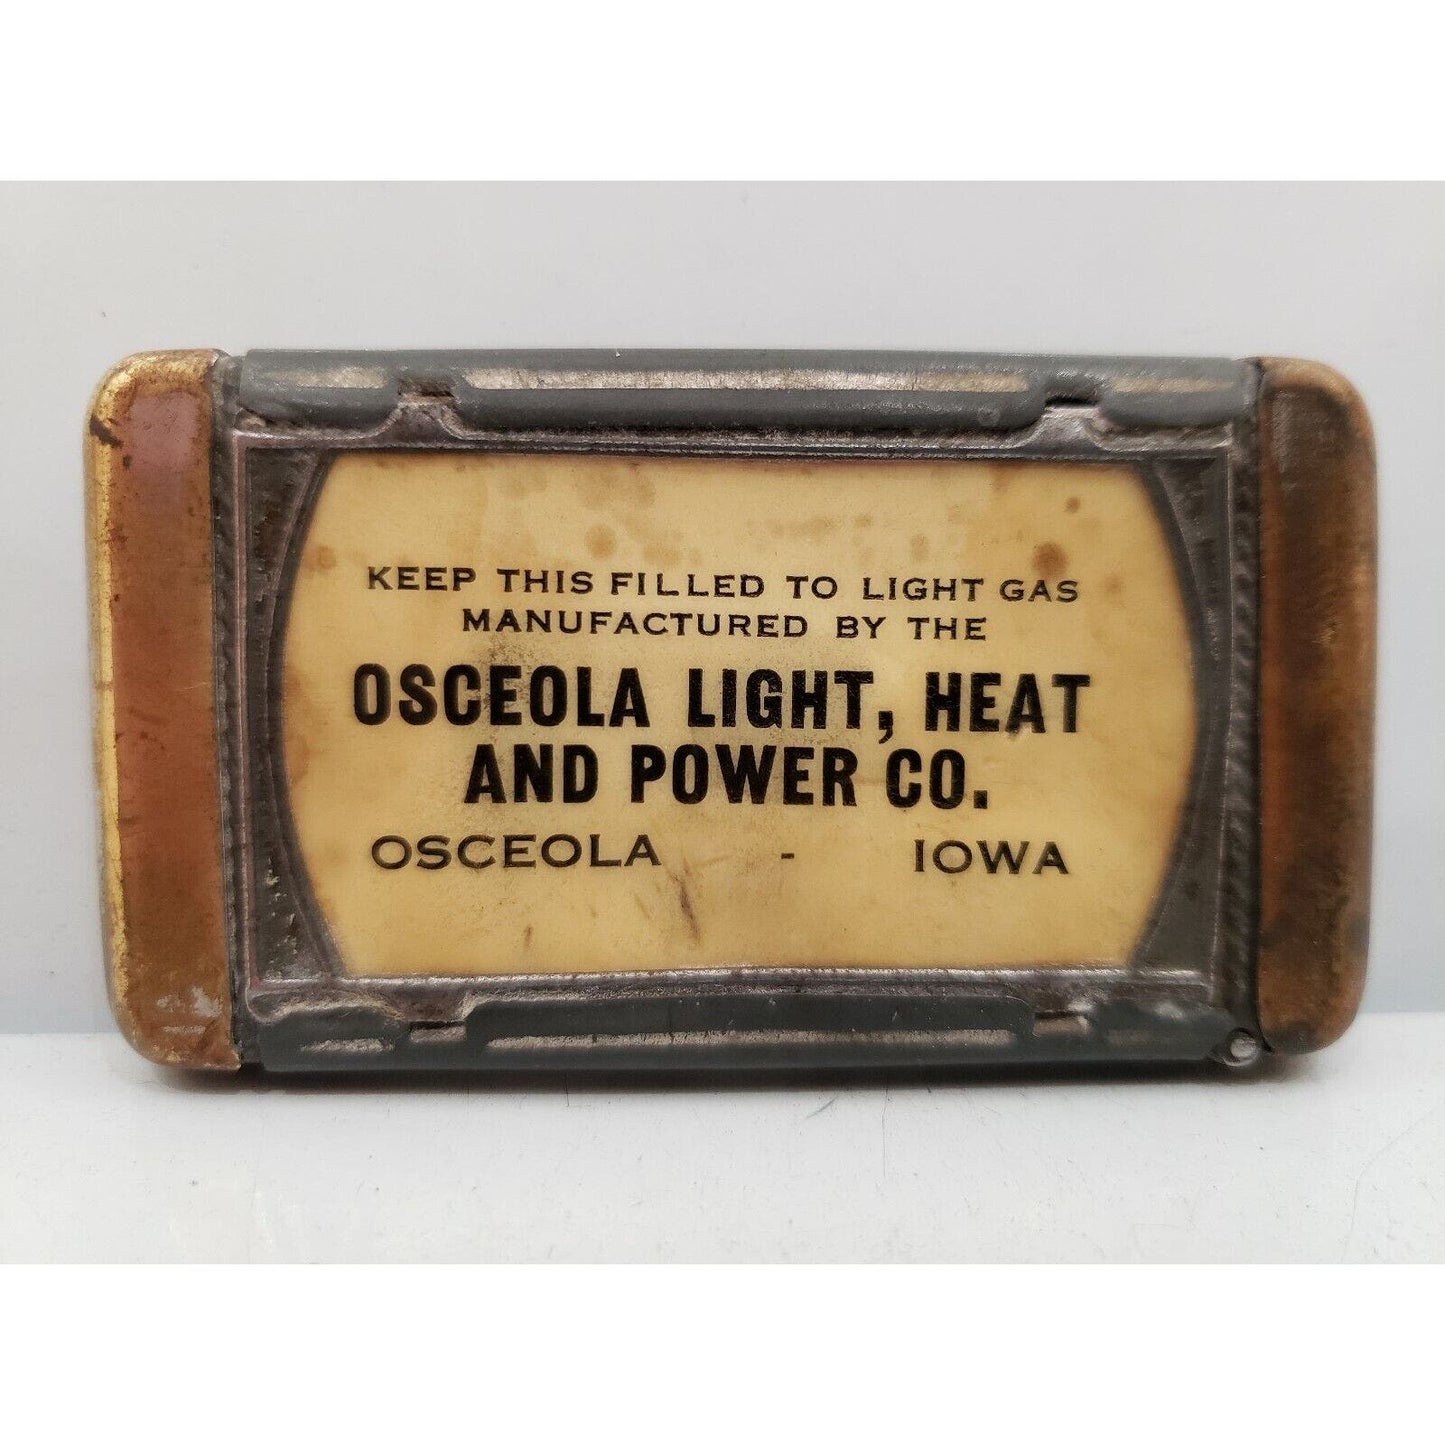 KEEP THIS FILLED TO LIGHT GAS
MANUFACTURED BY THE
OSCEOLA LIGHT, HEAT
AND POWER CO.
OSCEOLA - IOWA